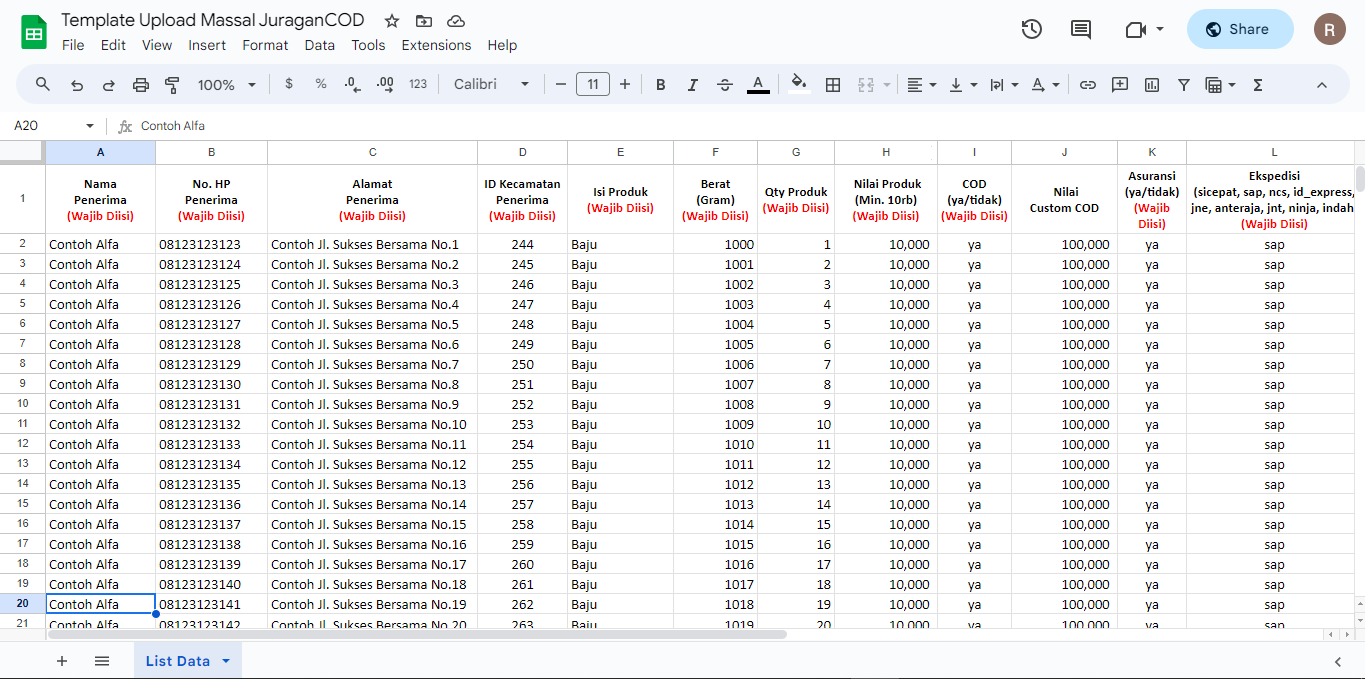 Template Upload Massal JuraganCOD
File Edit View Insert Format Data Tools Extensions Help
Share
R
100% $ % .0 .00 123 Calibri 11 B I S A A Σ
A20 fx Contoh Alfa
A B C D E F G H I J K L
1
Nama Penerima (Wajib Diisi)
No. HP Penerima (Wajib Diisi)
Alamat Penerima (Wajib Diisi)
ID Kecamatan Penerima (Wajib Diisi)
Isi Produk (Wajib Diisi)
Berat (Gram) (Wajib Diisi)
Qty Produk (Wajib Diisi)
Nilai Produk (Min. 10rb) (Wajib Diisi)
COD (ya/tidak) (Wajib Diisi)
Nilai Custom COD
Asuransi (ya/tidak) (Wajib Diisi)
Ekspedisi (sicepat, sap, ncs, id_express, jne, anteraja, jnt, ninja, indah (Wajib Diisi)
2 Contoh Alfa 08123123123 Contoh Jl. Sukses Bersama No.1 244 Baju 1000 1 10,000 ya 100,000 ya sap
3 Contoh Alfa 08123123124 Contoh Jl. Sukses Bersama No.2 245 Baju 1001 2 10,000 ya 100,000 ya sap
4 Contoh Alfa 08123123125 Contoh Jl. Sukses Bersama No.3 246 Baju 1002 3 10,000 ya 100,000 ya sap
5 Contoh Alfa 08123123126 Contoh Jl. Sukses Bersama No.4 247 Baju 1003 4 10,000 ya 100,000 ya sap
6 Contoh Alfa 08123123127 Contoh Jl. Sukses Bersama No.5 248 Baju 1004 5 10,000 ya 100,000 ya sap
7 Contoh Alfa 08123123128 Contoh Jl. Sukses Bersama No.6 249 Baju 1005 6 10,000 ya 100,000 ya sap
8 Contoh Alfa 08123123129 Contoh Jl. Sukses Bersama No.7 250 Baju 1006 7 10,000 ya 100,000 ya sap
9 Contoh Alfa 08123123130 Contoh Jl. Sukses Bersama No.8 251 Baju 1007 8 10,000 ya 100,000 ya sap
10 Contoh Alfa 08123123131 Contoh Jl. Sukses Bersama No.9 252 Baju 1008 9 10,000 ya 100,000 ya sap
11 Contoh Alfa 08123123132 Contoh Jl. Sukses Bersama No.10 253 Baju 1009 10 10,000 ya 100,000 ya sap
12 Contoh Alfa 08123123133 Contoh Jl. Sukses Bersama No.11 254 Baju 1010 11 10,000 ya 100,000 ya sap
13 Contoh Alfa 08123123134 Contoh Jl. Sukses Bersama No.12 255 Baju 1011 12 10,000 ya 100,000 ya sap
14 Contoh Alfa 08123123135 Contoh Jl. Sukses Bersama No.13 256 Baju 1012 13 10,000 ya 100,000 ya sap
15 Contoh Alfa 08123123136 Contoh Jl. Sukses Bersama No.14 257 Baju 1013 14 10,000 ya 100,000 ya sap
16 Contoh Alfa 08123123137 Contoh Jl. Sukses Bersama No.15 258 Baju 1014 15 10,000 ya 100,000 ya sap
17 Contoh Alfa 08123123138 Contoh Jl. Sukses Bersama No.16 259 Baju 1015 16 10,000 ya 100,000 ya sap
18 Contoh Alfa 08123123139 Contoh Jl. Sukses Bersama No.17 260 Baju 1016 17 10,000 ya 100,000 ya sap
19 Contoh Alfa 08123123140 Contoh Jl. Sukses Bersama No.18 261 Baju 1017 18 10,000 ya 100,000 ya sap
20 Contoh Alfa 08123123141 Contoh Jl. Sukses Bersama No.19 262 Baju 1018 19 10,000 ya 100,000 ya sap
21 Contoh Alfa 08123123142 Contoh Jl. Sukses Bersama No.20 263 Baju 1019 20 10,000 ya 100,000 ya sap
List Data